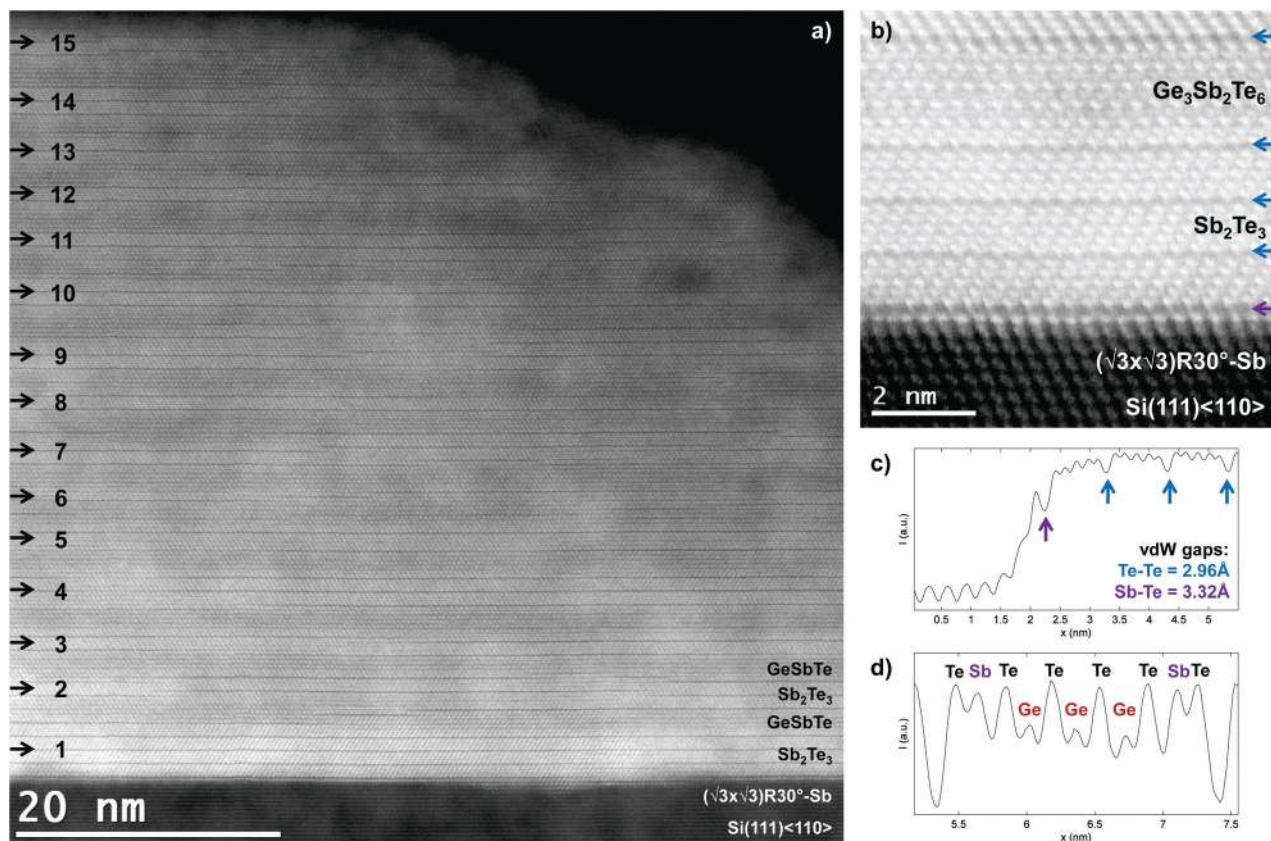 a)
15
14
13
12
11
10
9
8
7
6
5
4
3
GeSbTe
2
Sb₂Te₃
GeSbTe
1
Sb₂Te₃
20 nm
(√3x√3)R30°-Sb
Si(111)<110>
b)
Ge₃Sb₂Te₆
Sb₂Te₃
(√3x√3)R30°-Sb
2 nm
Si(111)<110>
c)
I (a.u.)
vdW gaps:
Te-Te = 2.96Å
Sb-Te = 3.32Å
0.5 1 1.5 2 2.5 3 3.5 4 4.5 5
x (nm)
d)
Te Sb Te Te Te Te Sb Te
Ge Ge Ge
I (a.u.)
5.5 6 6.5 7 7.5
x (nm)